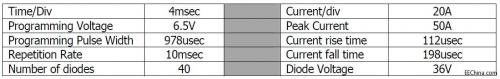 Time/Div 4msec Current/div 20A
Programming Voltage 6.5V Peak Current 50A
Programming Pulse Width 978usec Current rise time 112usec
Repetition Rate 10msec Current fall time 198usec
Number of diodes 40 Diode Voltage 36V
EEChina.com